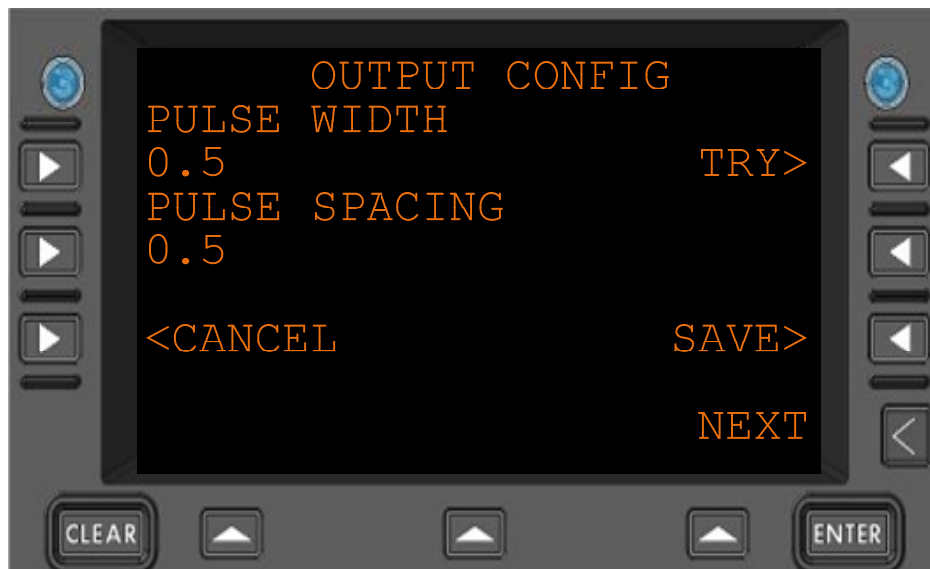 OUTPUT CONFIG
PULSE WIDTH
0.5 TRY>
PULSE SPACING
0.5
<CANCEL SAVE>
NEXT
CLEAR ENTER